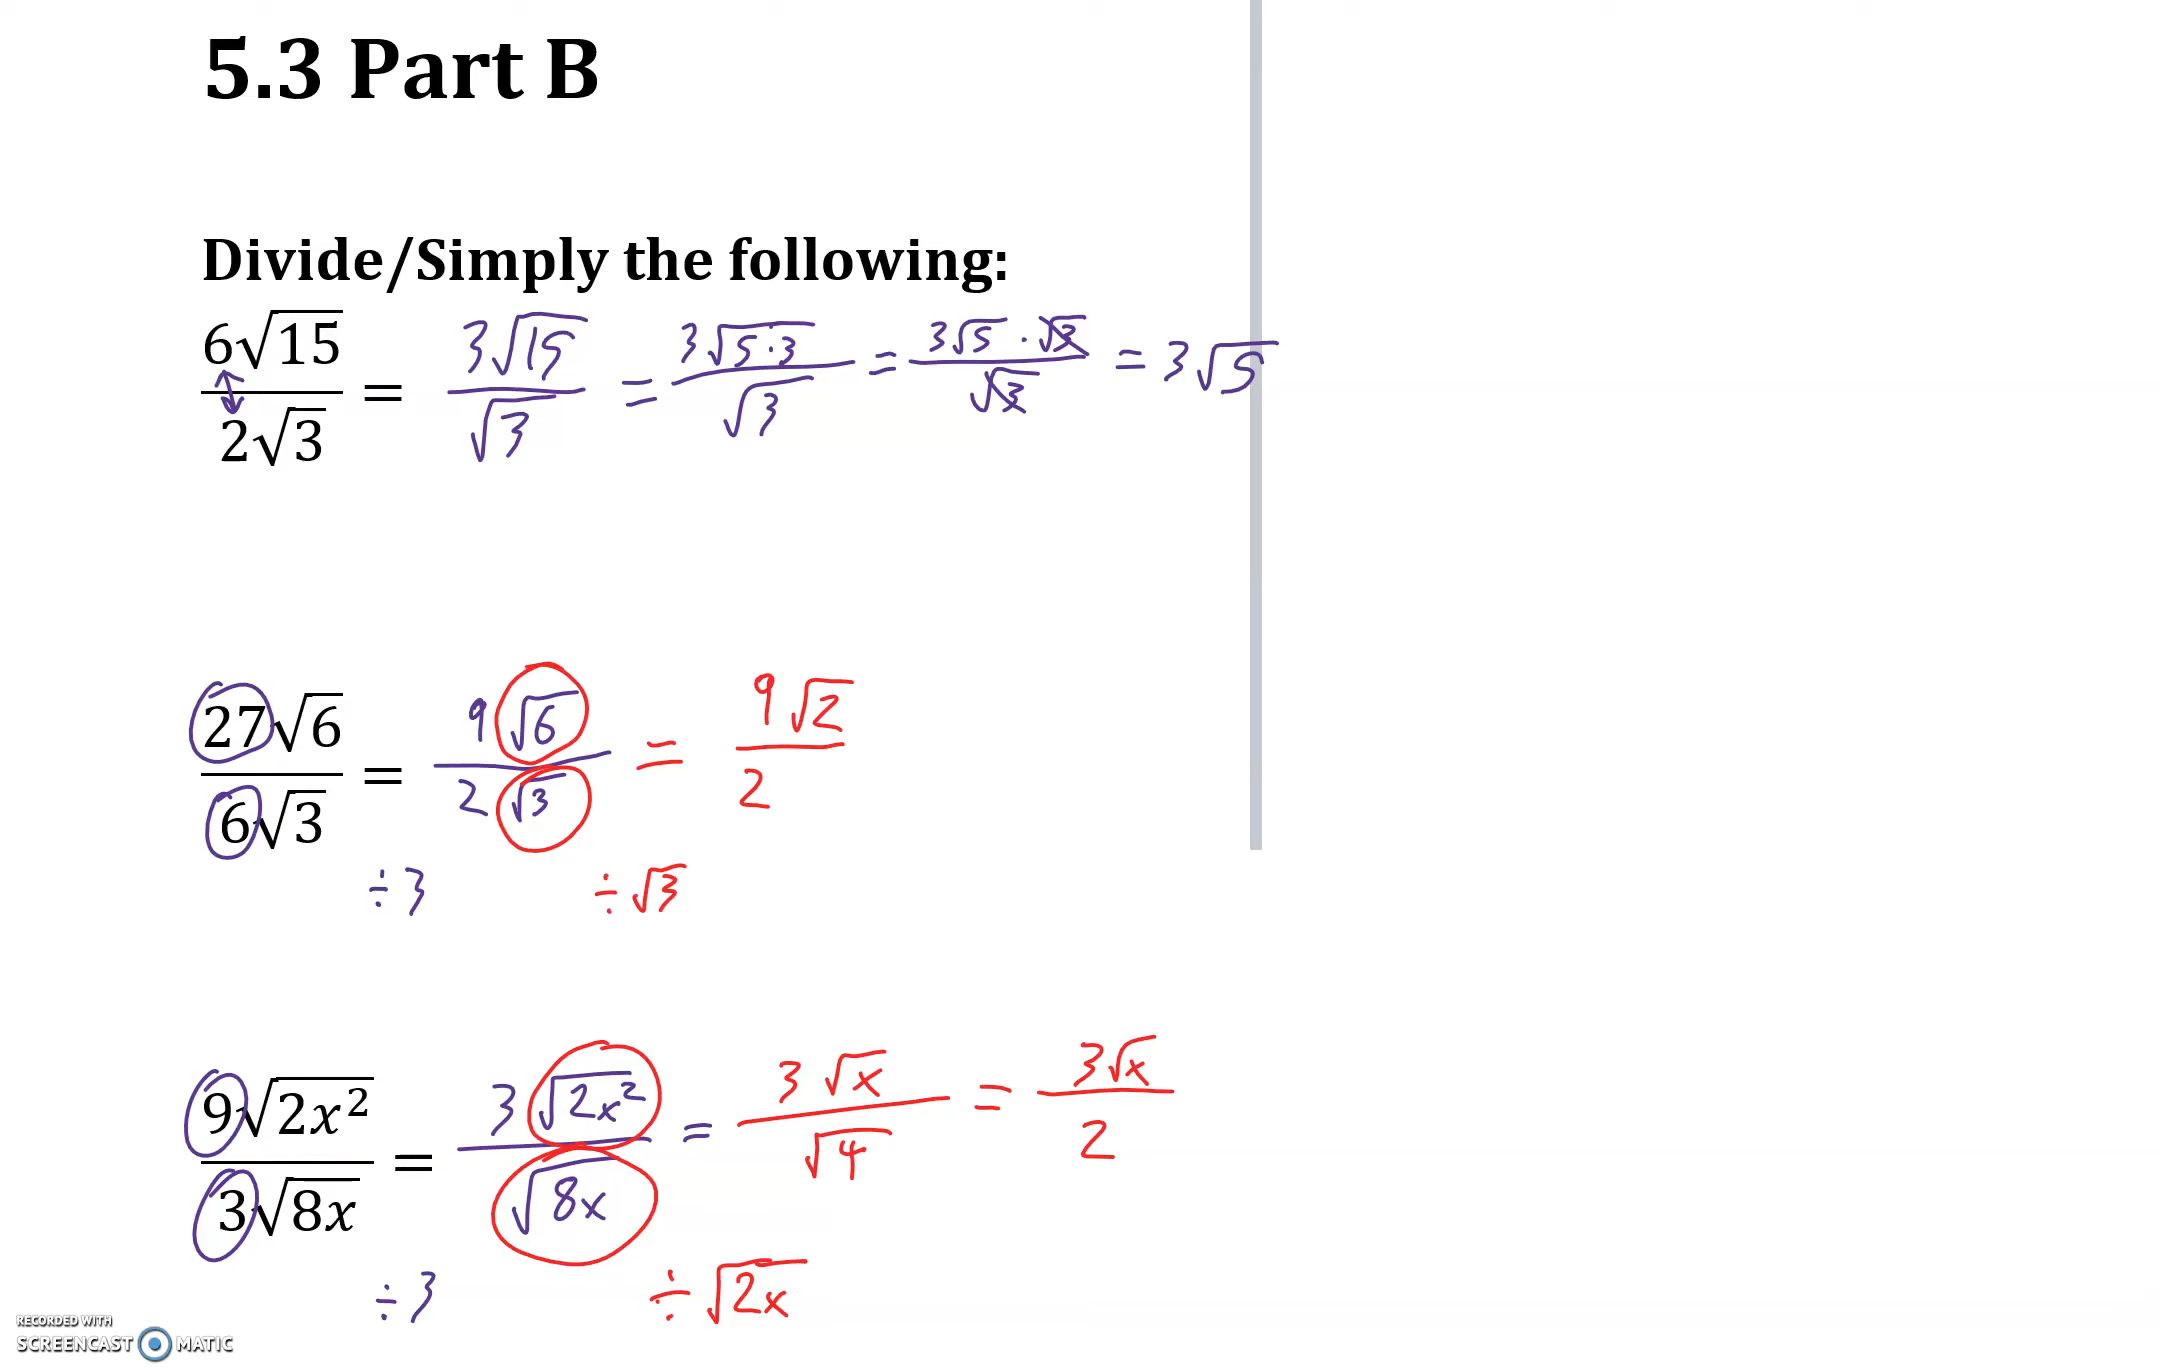 5.3 Part B
Divide/Simply the following:
6√15 / 2√3 = 3√15 / √3 = 3√5·3 / √3 = 3√5 · √3 / √3 = 3√5
27√6 / 6√3 = 9√6 / 2√3 = 9√2 / 2
÷3 ÷√3
9√2x² / 3√8x = 3√2x² / √8x = 3√x / √4 = 3√x / 2
÷3 ÷√2x
RECORDED WITH
SCREENCAST MATIC